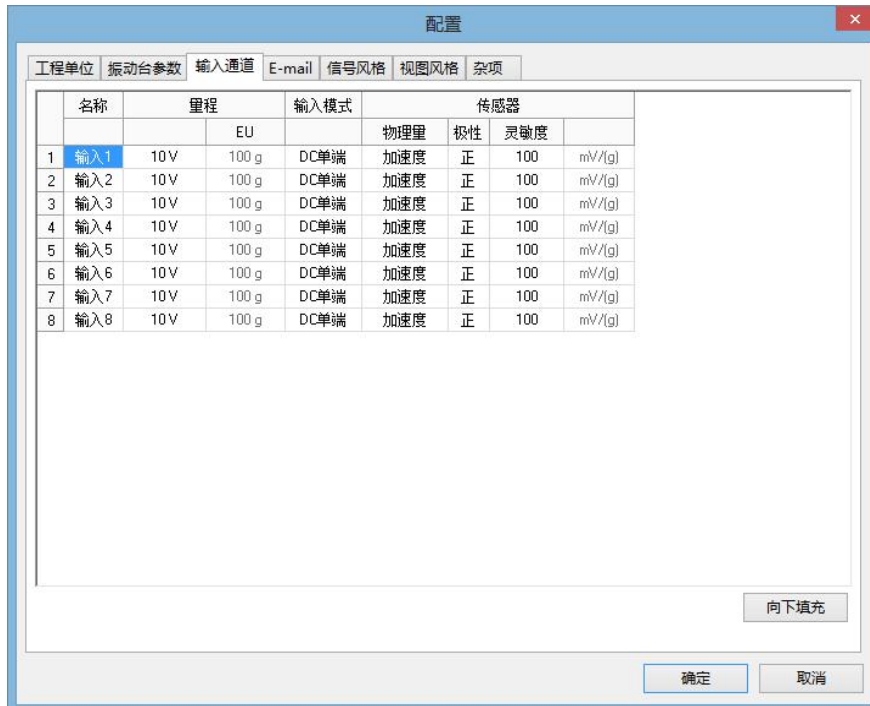 配置
工程单位 振动台参数 输入通道 E-mail 信号风格 视图风格 杂项
名称 量程 输入模式 传感器
EU 物理量 极性 灵敏度
1 输入1 10 V 100 g DC单端 加速度 正 100 mV/(g)
2 输入2 10 V 100 g DC单端 加速度 正 100 mV/(g)
3 输入3 10 V 100 g DC单端 加速度 正 100 mV/(g)
4 输入4 10 V 100 g DC单端 加速度 正 100 mV/(g)
5 输入5 10 V 100 g DC单端 加速度 正 100 mV/(g)
6 输入6 10 V 100 g DC单端 加速度 正 100 mV/(g)
7 输入7 10 V 100 g DC单端 加速度 正 100 mV/(g)
8 输入8 10 V 100 g DC单端 加速度 正 100 mV/(g)
向下填充
确定 取消